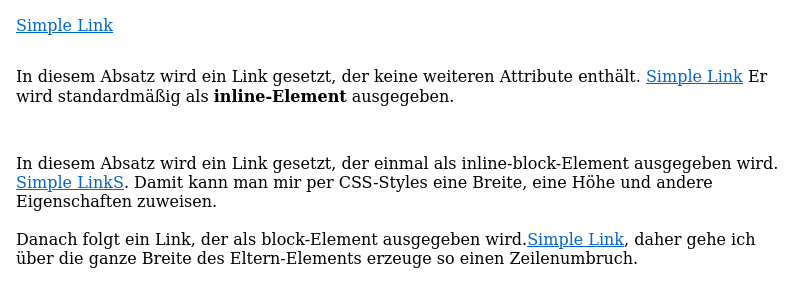 Simple Link
In diesem Absatz wird ein Link gesetzt, der keine weiteren Attribute enthält. Simple Link Er
wird standardmäßig als inline-Element ausgegeben.
In diesem Absatz wird ein Link gesetzt, der einmal als inline-block-Element ausgegeben wird.
Simple LinkS. Damit kann man mir per CSS-Styles eine Breite, eine Höhe und andere
Eigenschaften zuweisen.
Danach folgt ein Link, der als block-Element ausgegeben wird.Simple Link, daher gehe ich
über die ganze Breite des Eltern-Elements erzeuge so einen Zeilenumbruch.